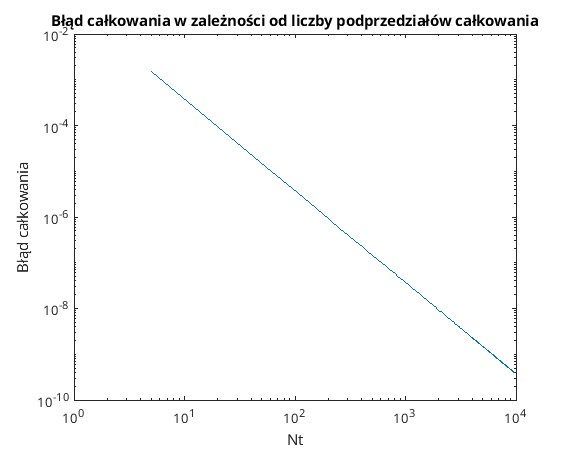 Błąd całkowania w zależności od liczby podprzedziałów całkowania
Błąd całkowania
10^-2
10^-4
10^-6
10^-8
10^-10
10^0 10^1 10^2 10^3 10^4
Nt